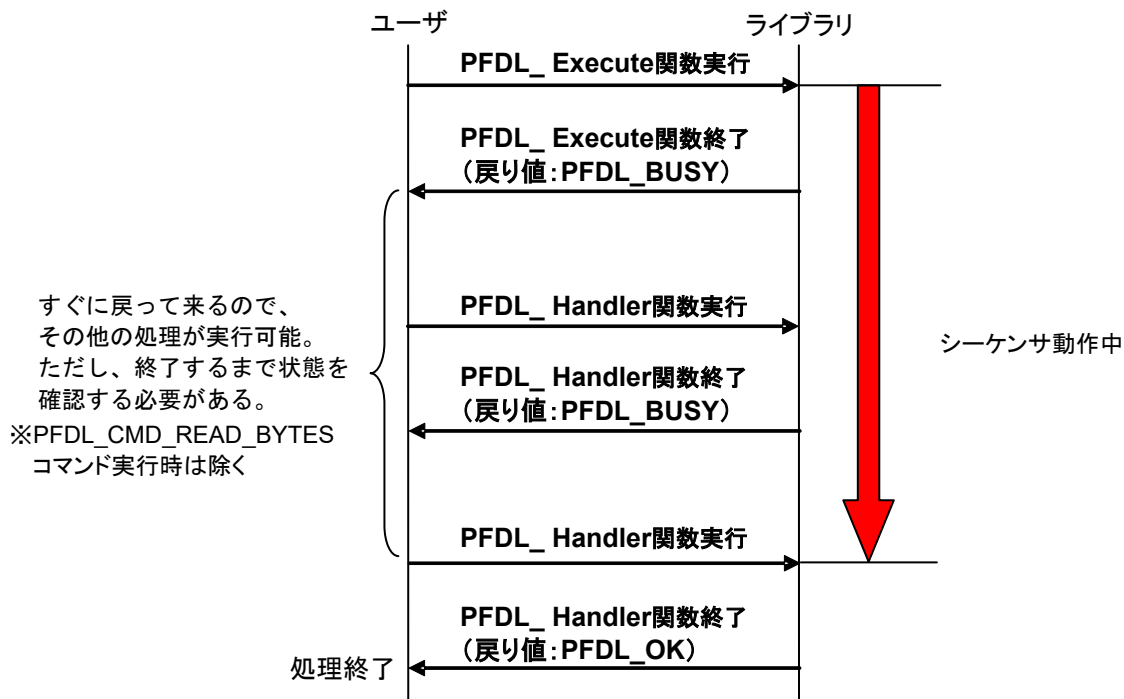 ユーザ
ライブラリ
PFDL_ Execute関数実行
PFDL_ Execute関数終了
（戻り値：PFDL_BUSY）
すぐに戻って来るので、
その他の処理が実行可能。
ただし、終了するまで状態を
確認する必要がある。
※PFDL_CMD_READ_BYTES
コマンド実行時は除く
PFDL_ Handler関数実行
PFDL_ Handler関数終了
（戻り値：PFDL_BUSY）
シーケンサ動作中
PFDL_ Handler関数実行
PFDL_ Handler関数終了
（戻り値：PFDL_OK）
処理終了